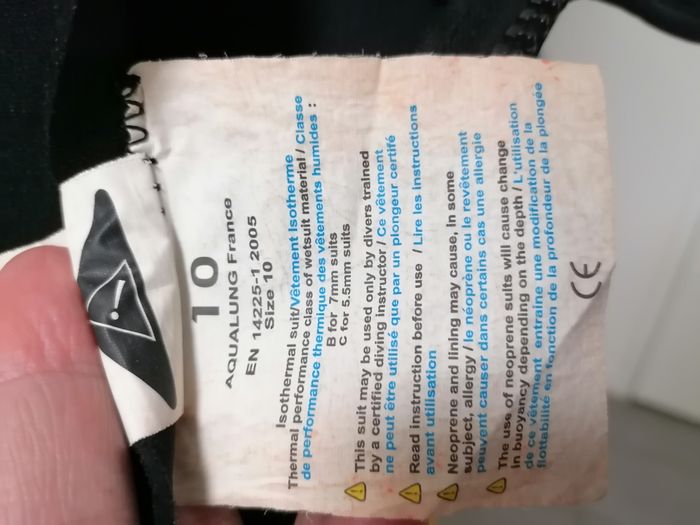 10
AQUALUNG France
EN 14225-1 2005
Size 10
Isothermal suit/Vêtement Isotherme
Thermal performance class of wetsuit material / Classe
de performance thermique des vêtements humides :
B for 7mm suits
C for 5.5mm suits
This suit may be used only by divers trained
by a certified diving instructor / Ce vêtement
ne peut être utilisé que par un plongeur certifé
Read instruction before use / Lire les instructions
avant utilisation
Neoprene and lining may cause, in some
subject, allergy / le néoprène ou le revêtement
peuvent causer dans certains cas une allergie
The use of neoprene suits will cause change
in buoyancy depending on the depth / L'utilisation
de ce vêtement entraîne une modification de la
flottabilité en fonction de la profondeur de la plongée
CE